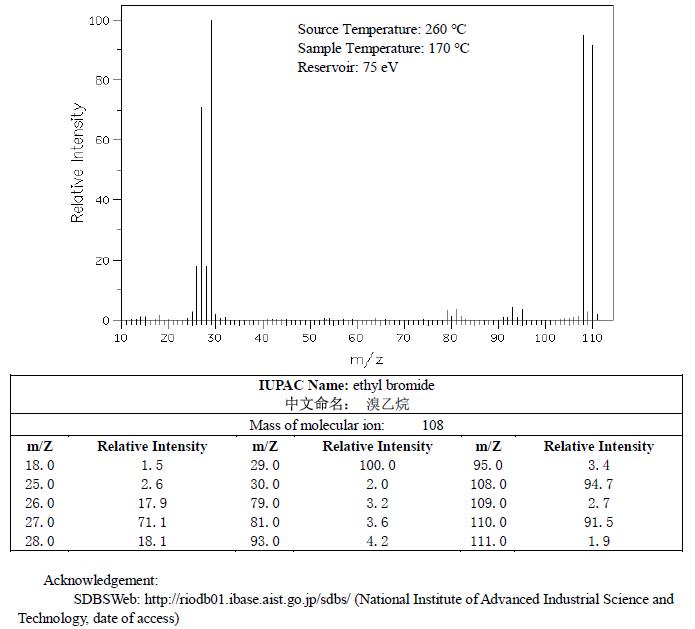 Source Temperature: 260 °C
Sample Temperature: 170 °C
Reservoir: 75 eV
Relative Intensity
100
80
60
40
20
0
10 20 30 40 50 60 70 80 90 100 110
m/z
IUPAC Name: ethyl bromide
中文命名： 溴乙烷
Mass of molecular ion: 108
m/Z Relative Intensity m/Z Relative Intensity m/Z Relative Intensity
18.0 1.5 29.0 100.0 95.0 3.4
25.0 2.6 30.0 2.0 108.0 94.7
26.0 17.9 79.0 3.2 109.0 2.7
27.0 71.1 81.0 3.6 110.0 91.5
28.0 18.1 93.0 4.2 111.0 1.9
Acknowledgement:
SDBSWeb: http://riodb01.ibase.aist.go.jp/sdbs/ (National Institute of Advanced Industrial Science and
Technology, date of access)